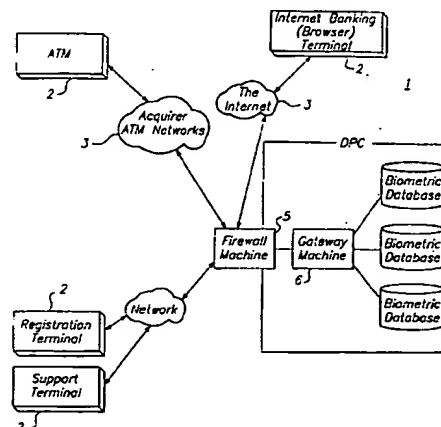 Internet Banking
(Browser)
Terminal
2
1
ATM
2
The
Internet
3
Acquirer
ATM Networks
3
DPC
Biometric
Database
5
Firewall
Machine
Gateway
Machine
6
Biometric
Database
Biometric
Database
2
Network
Registration
Terminal
Support
Terminal
2